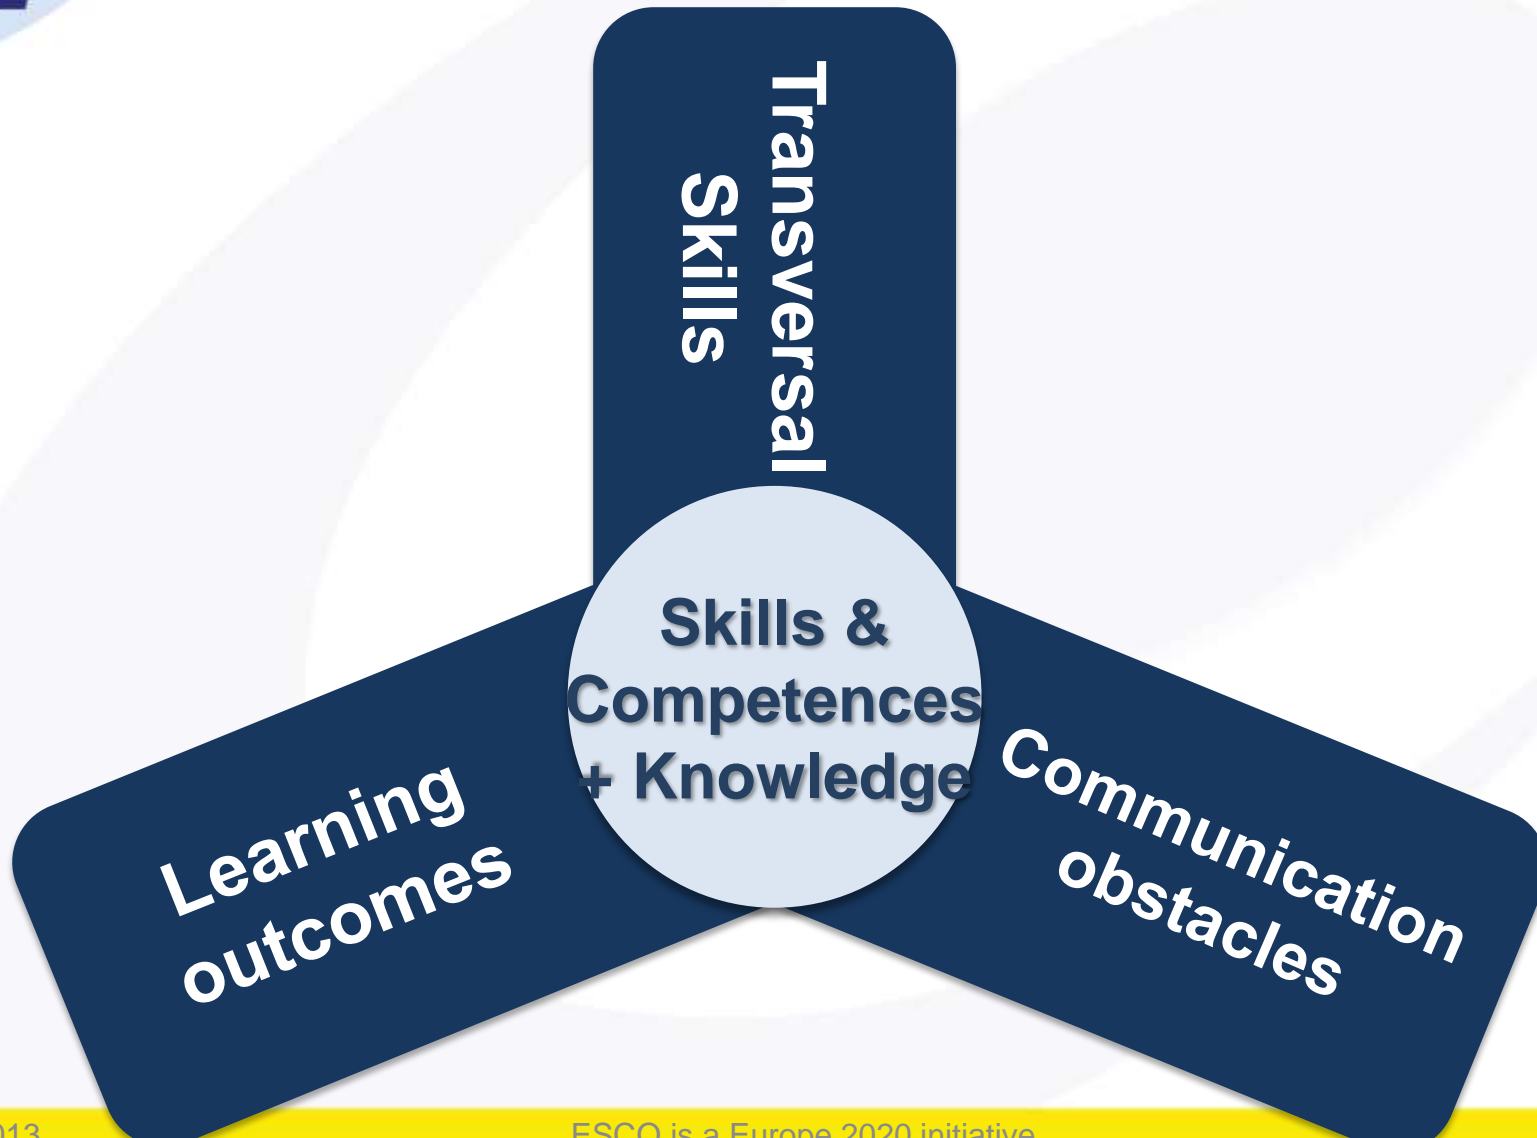 Transversal
Skills
Skills &
Competences
+ Knowledge
Learning
outcomes
Communication
obstacles
ESCO is a Europe 2020 initiative